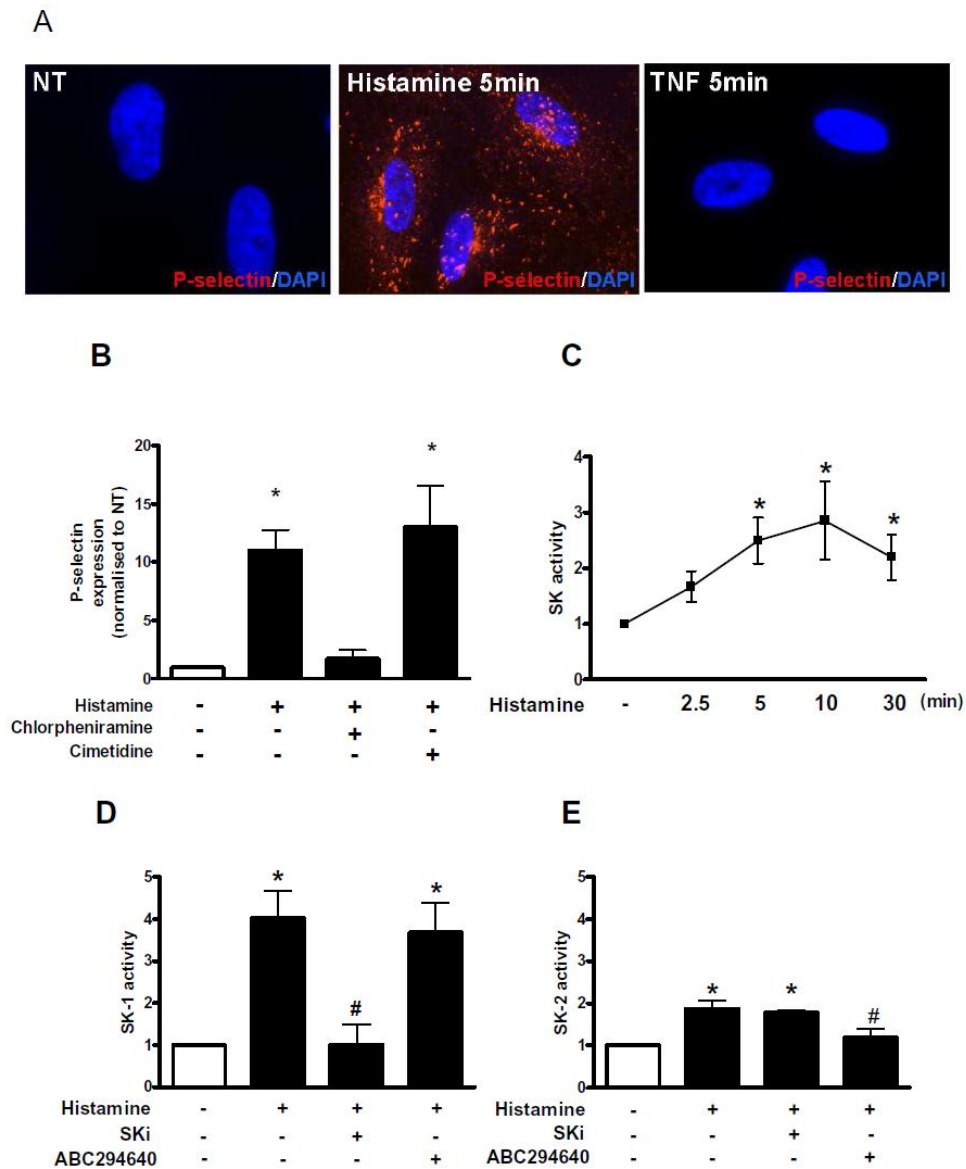 A
NT
Histamine 5min
TNF 5min
P-selectin/DAPI
P-selectin/DAPI
P-selectin/DAPI
B
P-selectin
expression
(normalised to NT)
20
15
10
5
0
*
*
Histamine - + + +
Chlorpheniramine - - + -
Cimetidine - - - +
C
SK activity
4
3
2
1
0
*
*
*
Histamine - 2.5 5 10 30 (min)
D
SK-1 activity
5
4
3
2
1
0
*
#
*
Histamine - + + +
SKi - - + -
ABC294640 - - - +
E
SK-2 activity
5
4
3
2
1
0
*
*
#
Histamine - + + +
SKi - - + -
ABC294640 - - - +